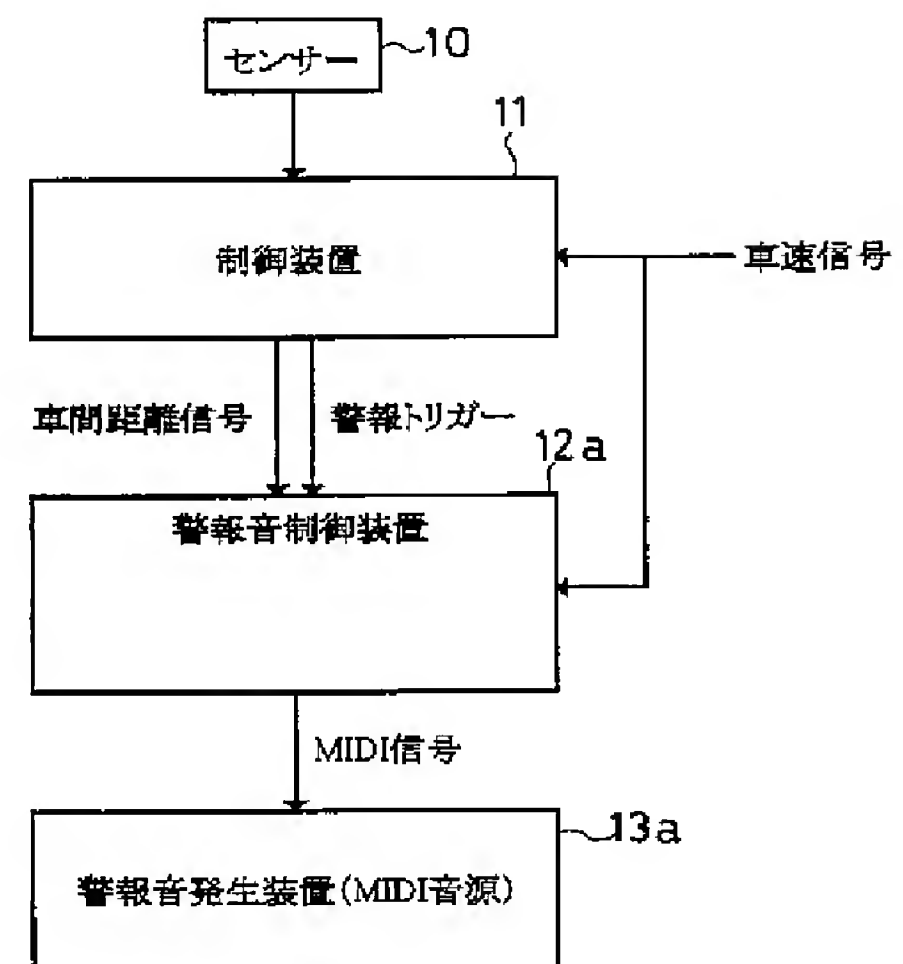 センサー
10
11
制御装置
車速信号
車間距離信号
警報トリガー
12a
警報音制御装置
MIDI信号
13a
警報音発生装置(MIDI音源)